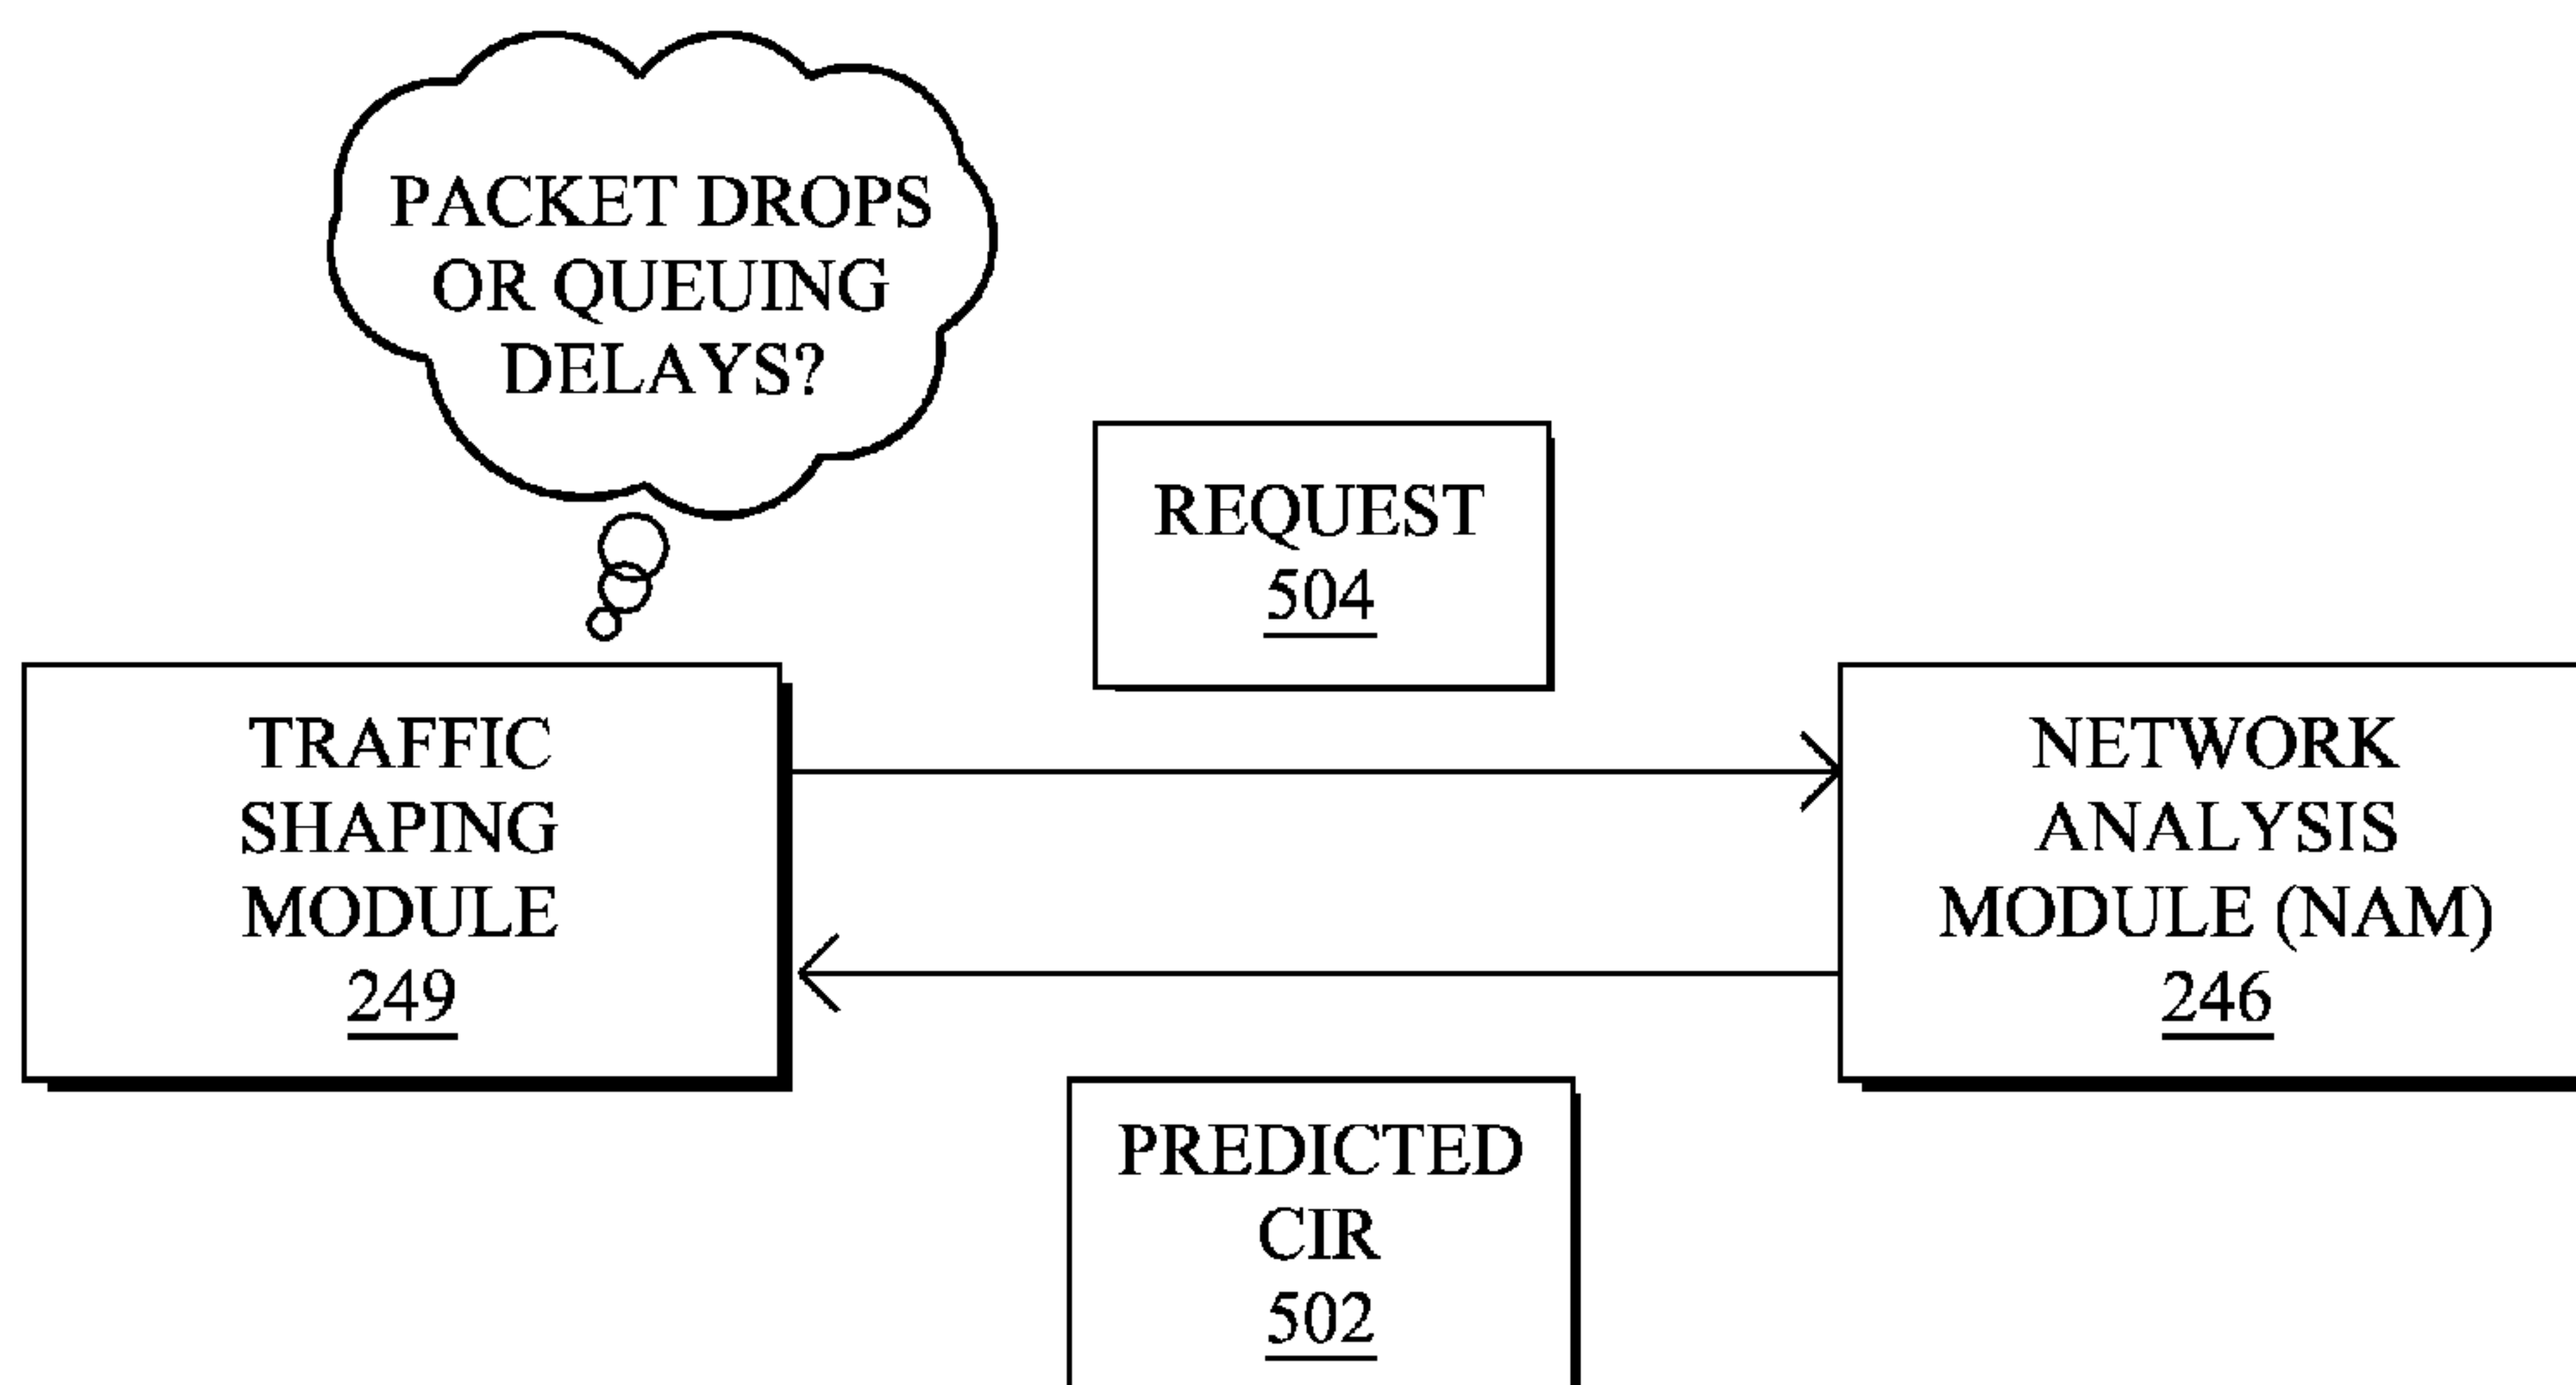 PACKET DROPS
OR QUEUING
DELAYS?
REQUEST
504
TRAFFIC
SHAPING
MODULE
249
NETWORK
ANALYSIS
MODULE (NAM)
246
PREDICTED
CIR
502